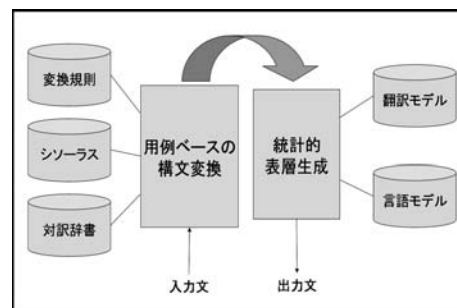 変換規則
シソーラス
対訳辞書
用例ベースの
構文変換
統計的
表層生成
翻訳モデル
言語モデル
入力文
出力文